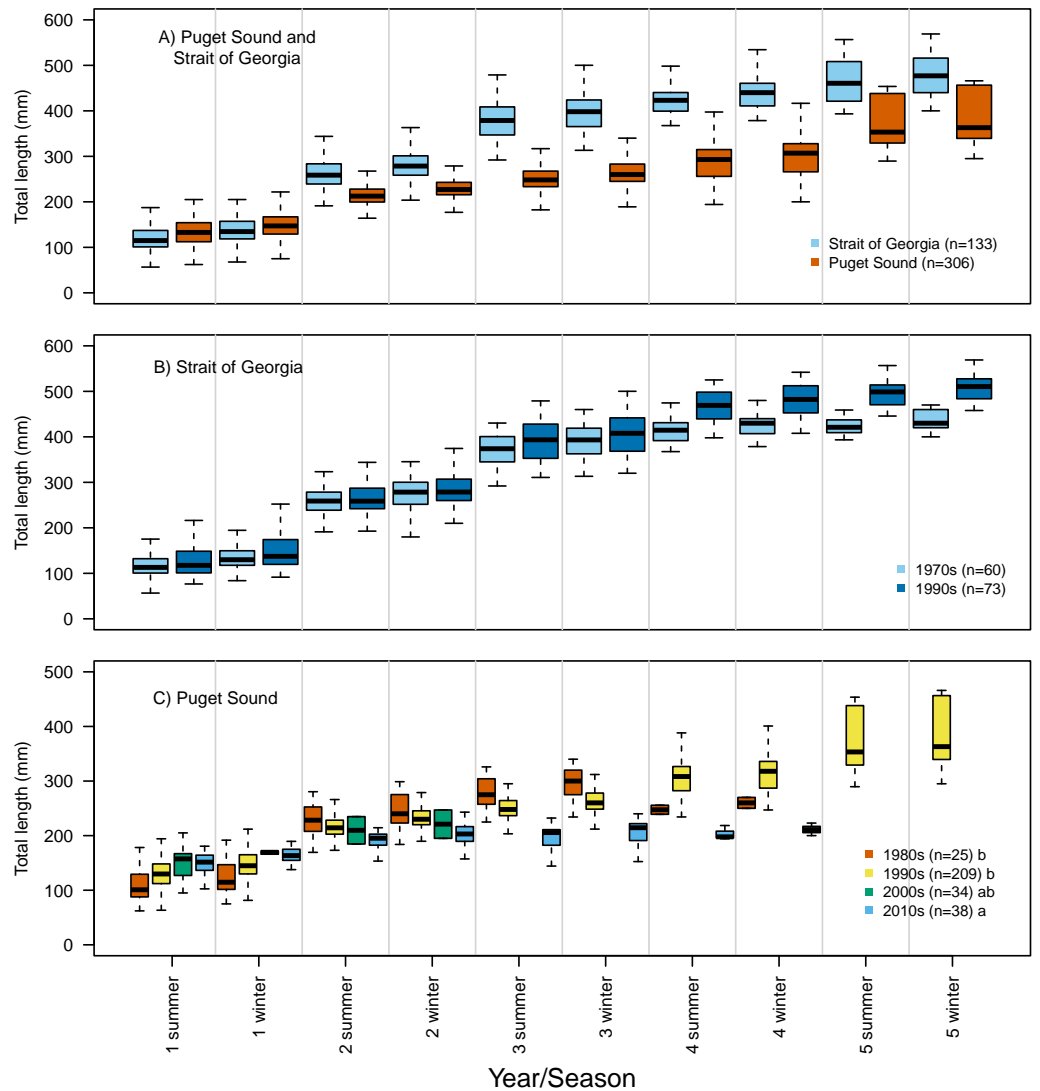 600
500
400
300
200
100
0
Total length (mm)
A) Puget Sound and
Strait of Georgia
Strait of Georgia (n=133)
Puget Sound (n=306)
600
500
400
300
200
100
0
Total length (mm)
B) Strait of Georgia
1970s (n=60)
1990s (n=73)
500
400
300
200
100
0
Total length (mm)
C) Puget Sound
1980s (n=25) b
1990s (n=209) b
2000s (n=34) ab
2010s (n=38) a
1 summer
1 winter
2 summer
2 winter
3 summer
3 winter
4 summer
4 winter
5 summer
5 winter
Year/Season